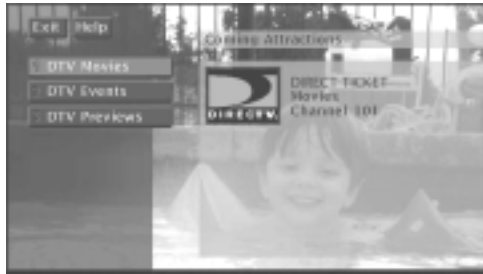 Exit Help
Coming Attractions
DTV Movies
DTV Events
DTV Previews
DIRECTV.
DIRECT TICKET
Movies
Channel 101